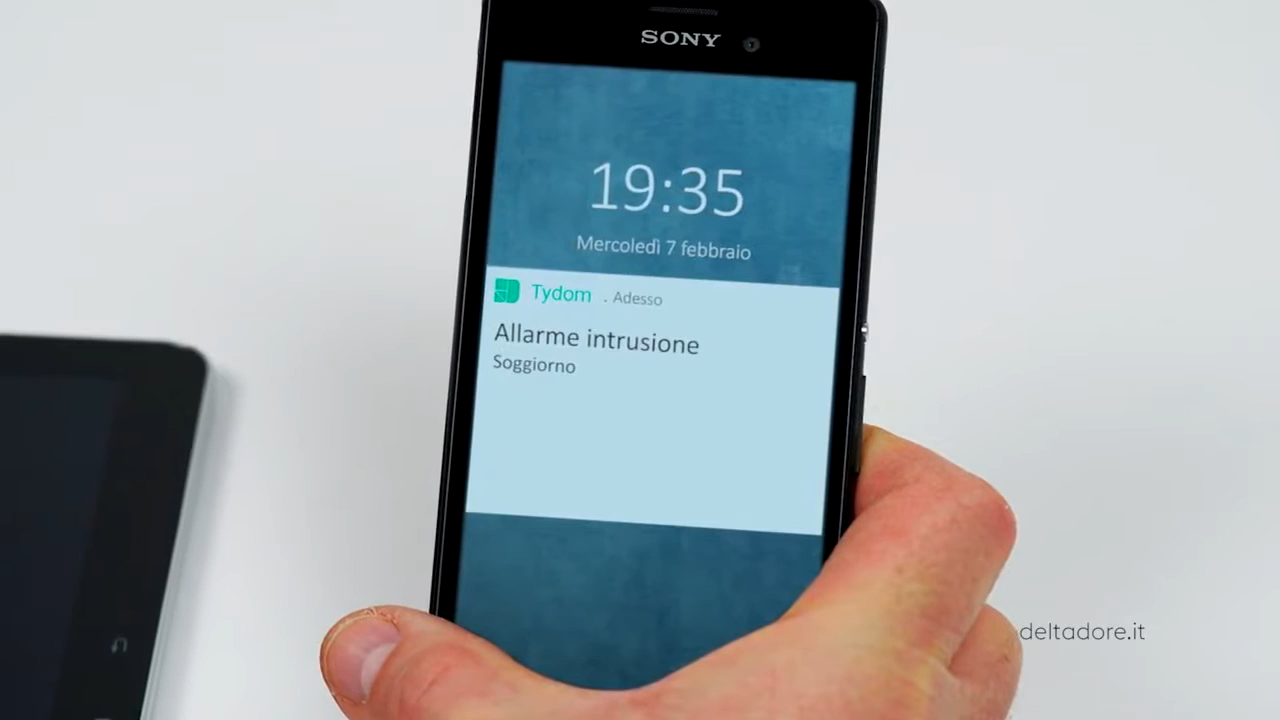 SONY
19:35
Mercoledì 7 febbraio
Tydom . Adesso
Allarme intrusione
Soggiorno
deltadore.it